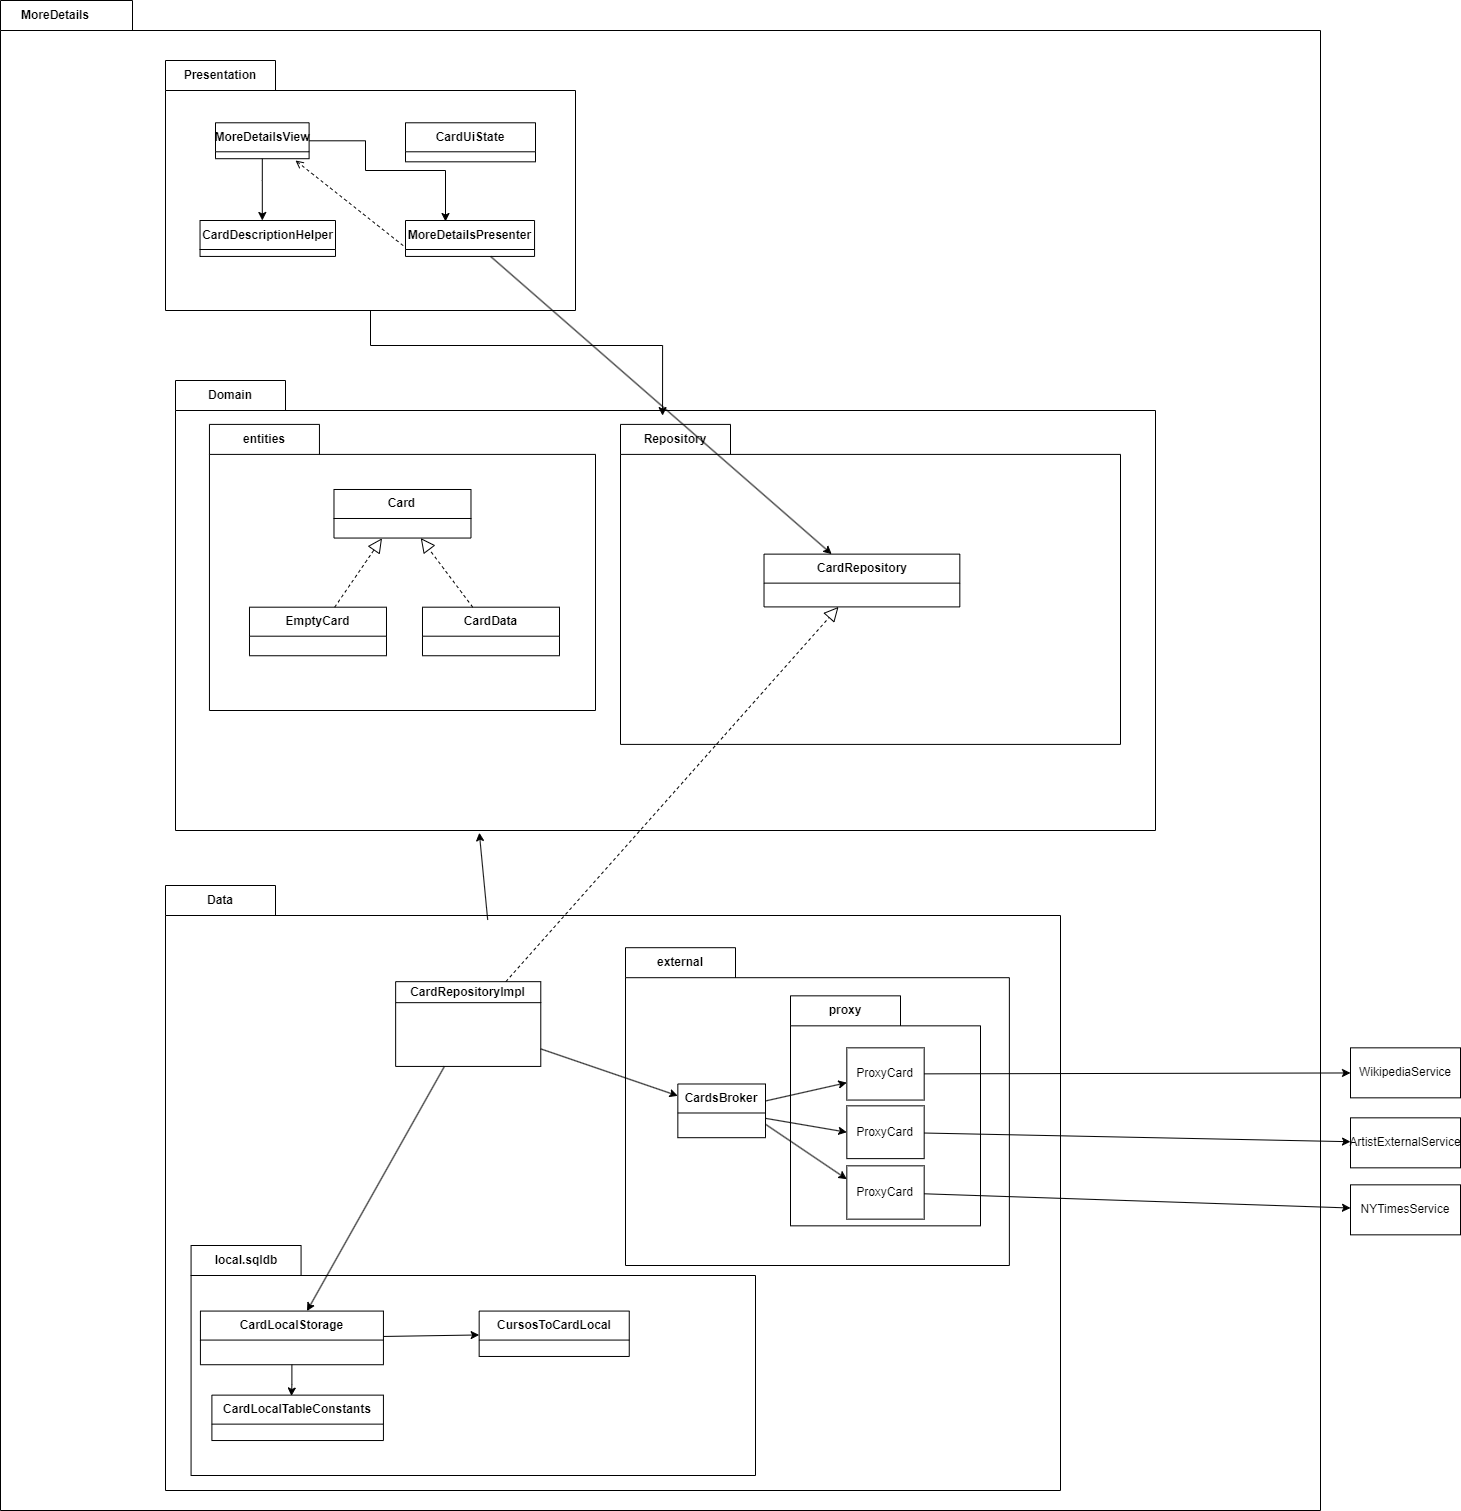 MoreDetails
Presentation
MoreDetailsView
CardUiState
CardDescriptionHelper
MoreDetailsPresenter
Domain
entities
Repository
Card
CardRepository
EmptyCard
CardData
Data
external
CardRepositoryImpl
proxy
ProxyCard
WikipediaService
CardsBroker
ProxyCard
ArtistExternalService
ProxyCard
NYTimesService
local.sqldb
CardLocalStorage
CursosToCardLocal
CardLocalTableConstants